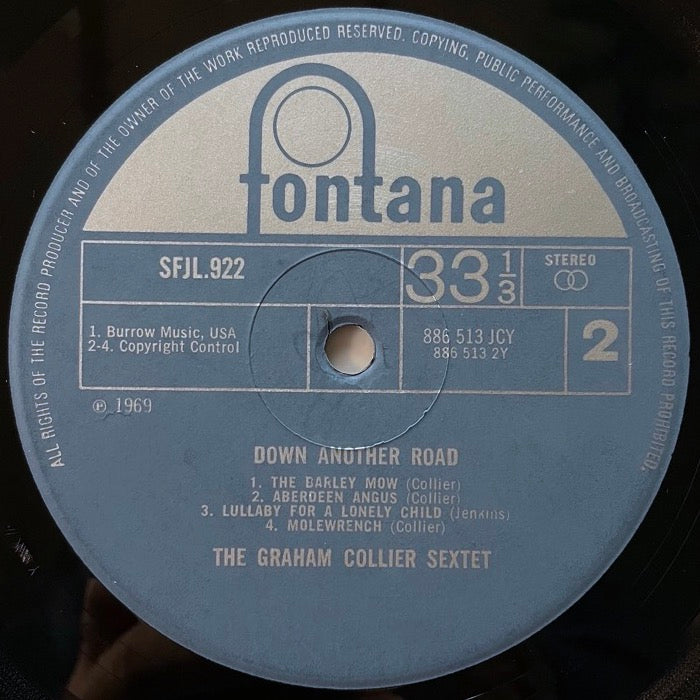 ALL RIGHTS OF THE RECORD PRODUCER AND OF THE OWNER OF THE WORK REPRODUCED RESERVED. COPYING, PUBLIC PERFORMANCE AND BROADCASTING OF THIS RECORD PROHIBITED.
fontana
SFJL.922
33 1/3
STEREO
1. Burrow Music, USA
2-4. Copyright Control
886 513 JCY
886 513 2Y
2
℗ 1969
DOWN ANOTHER ROAD
1. THE BARLEY MOW (Collier)
2. ABERDEEN ANGUS (Collier)
3. LULLABY FOR A LONELY CHILD (Jenkins)
4. MOLEWRENCH (Collier)
THE GRAHAM COLLIER SEXTET